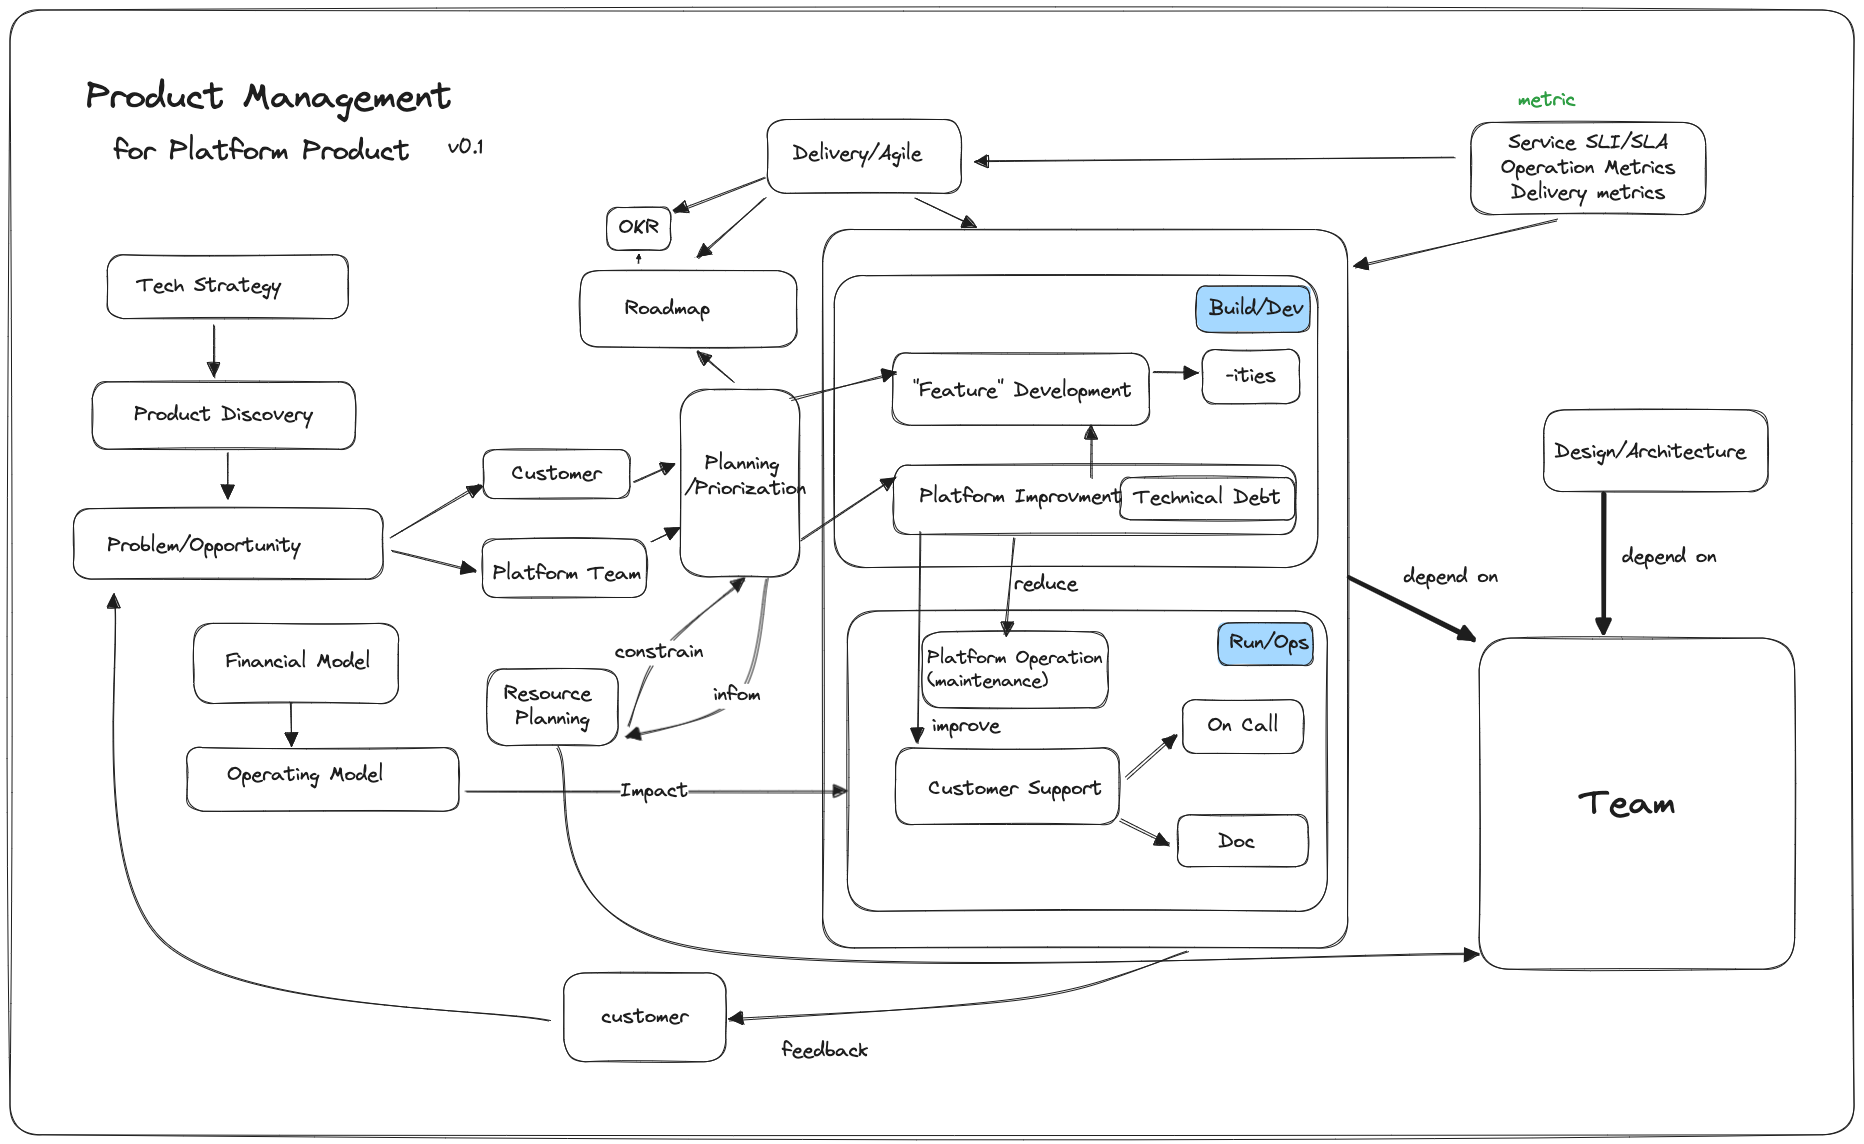 Product Management
for Platform Product v0.1
metric
Service SLI/SLA
Operation Metrics
Delivery metrics
Delivery/Agile
OKR
Roadmap
Tech Strategy
Product Discovery
Problem/Opportunity
Customer
Platform Team
Planning
/Priorization
Build/Dev
"Feature" Development
-ities
Platform Improvment
Technical Debt
Design/Architecture
depend on
depend on
reduce
Run/Ops
Platform Operation
(maintenance)
improve
On Call
Customer Support
Doc
Financial Model
Operating Model
Resource
Planning
constrain
infom
Impact
Team
customer
feedback